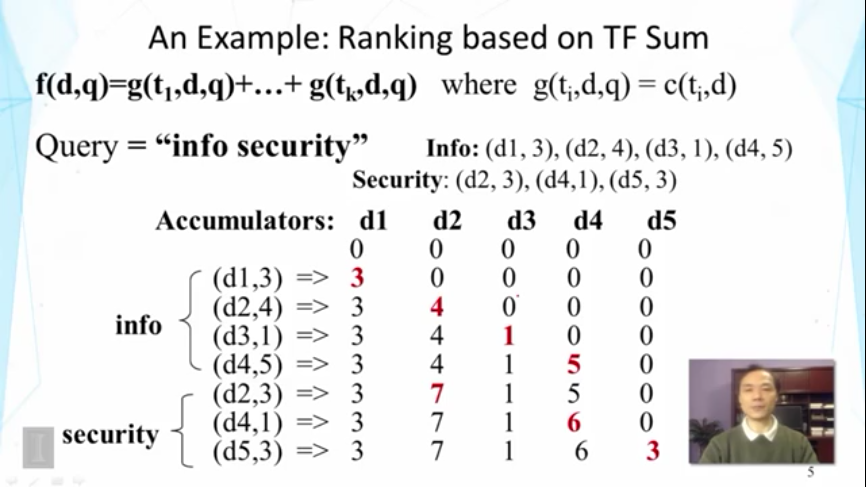 An Example: Ranking based on TF Sum
f(d,q)=g(t₁,d,q)+…+ g(tₖ,d,q) where g(tᵢ,d,q) = c(tᵢ,d)
Query = “info security” Info: (d1, 3), (d2, 4), (d3, 1), (d4, 5)
Security: (d2, 3), (d4,1), (d5, 3)
Accumulators: d1 d2 d3 d4 d5
0 0 0 0 0
(d1,3) => 3 0 0 0 0
(d2,4) => 3 4 0 0 0
info
(d3,1) => 3 4 1 0 0
(d4,5) => 3 4 1 5 0
(d2,3) => 3 7 1 5 0
(d4,1) => 3 7 1 6 0
security
(d5,3) => 3 7 1 6 3
I
5